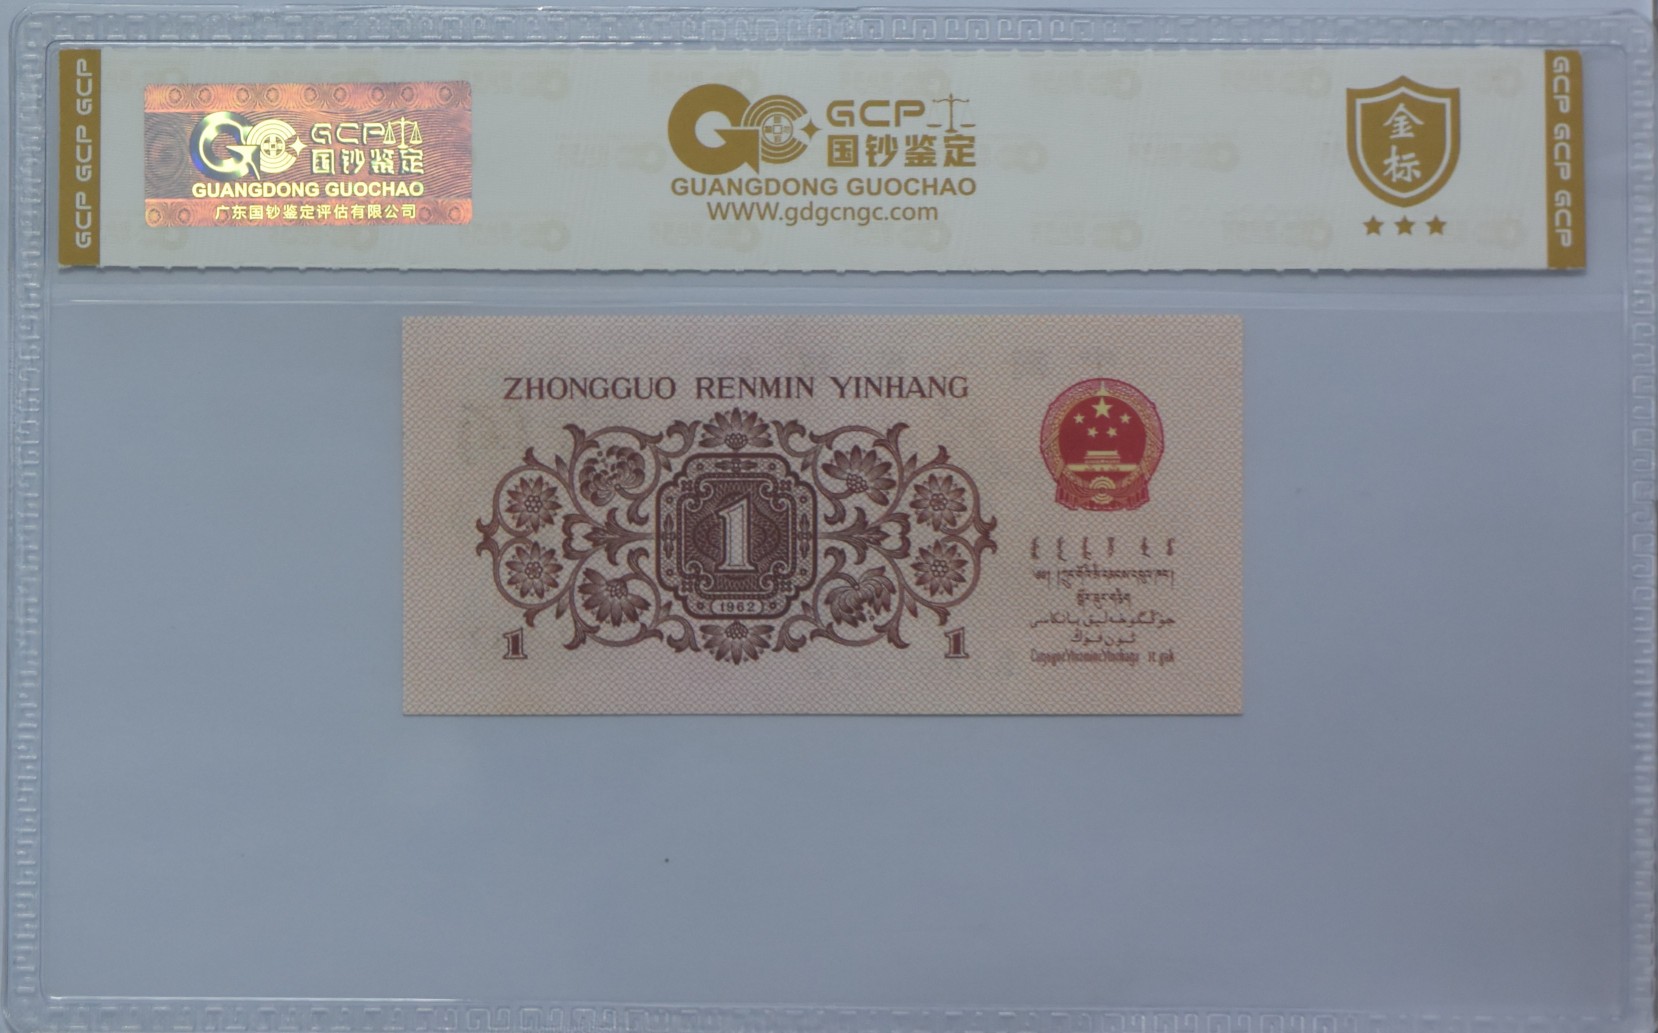 GCP GCP GCP
GCP
国钞鉴定
GUANGDONG GUOCHAO
广东国钞鉴定评估有限公司
GCP
国钞鉴定
GUANGDONG GUOCHAO
WWW.gdgcngc.com
金标
GCP GCP GCP
ZHONGGUO RENMIN YINHANG
1
1962
1
1